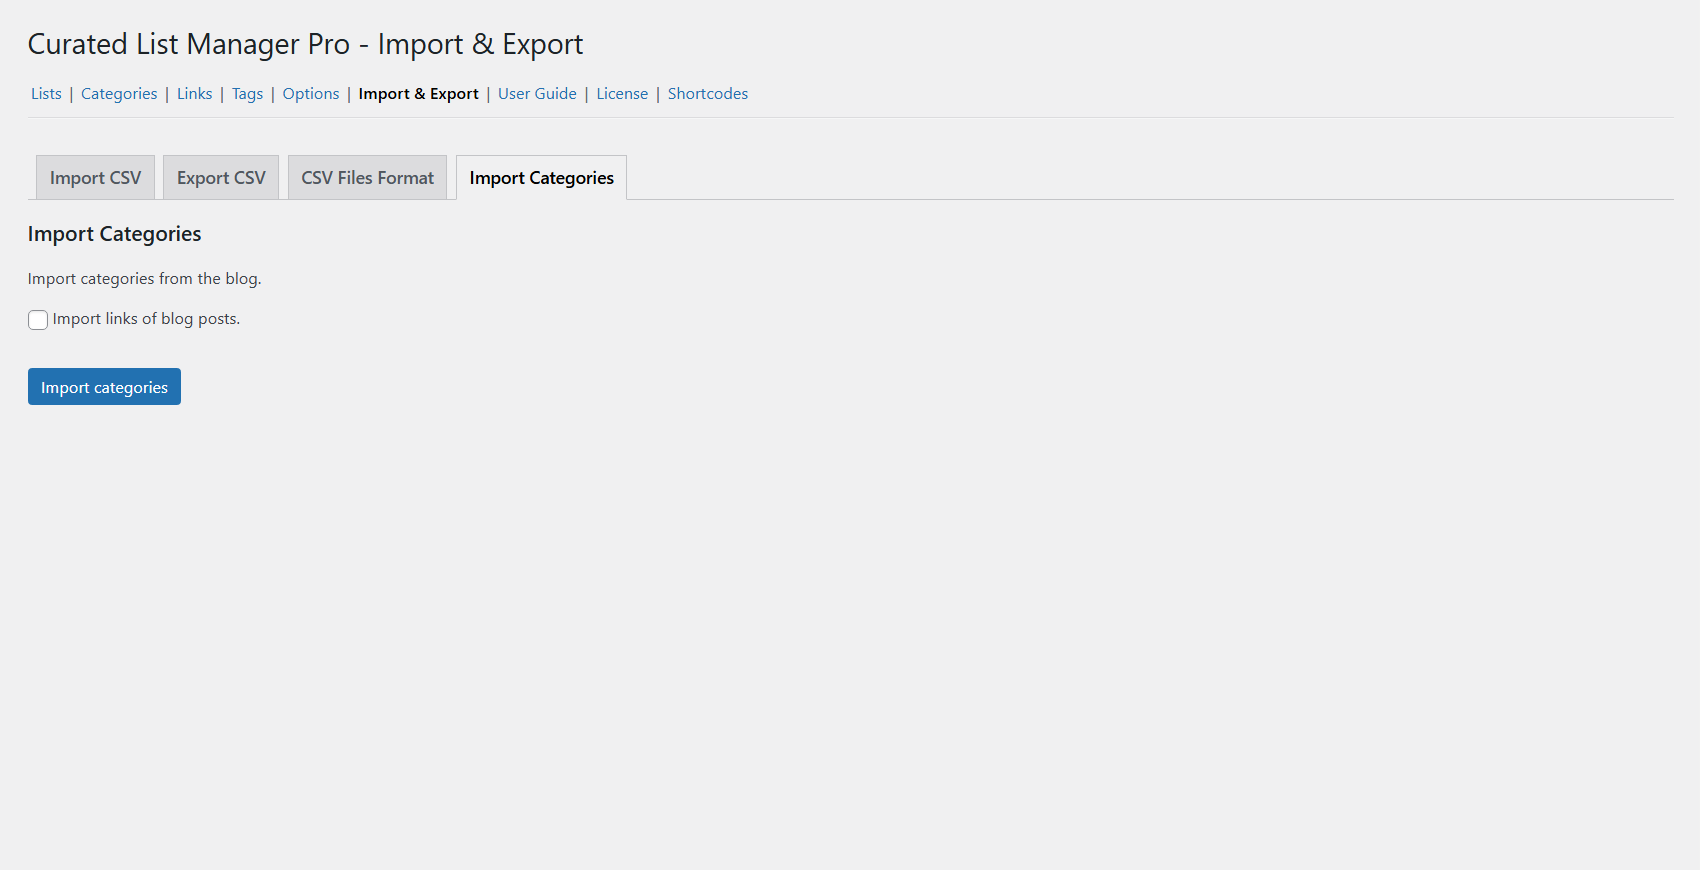 Curated List Manager Pro - Import & Export
Lists | Categories | Links | Tags | Options | Import & Export | User Guide | License | Shortcodes
Import CSV Export CSV CSV Files Format Import Categories
Import Categories
Import categories from the blog.
Import links of blog posts.
Import categories